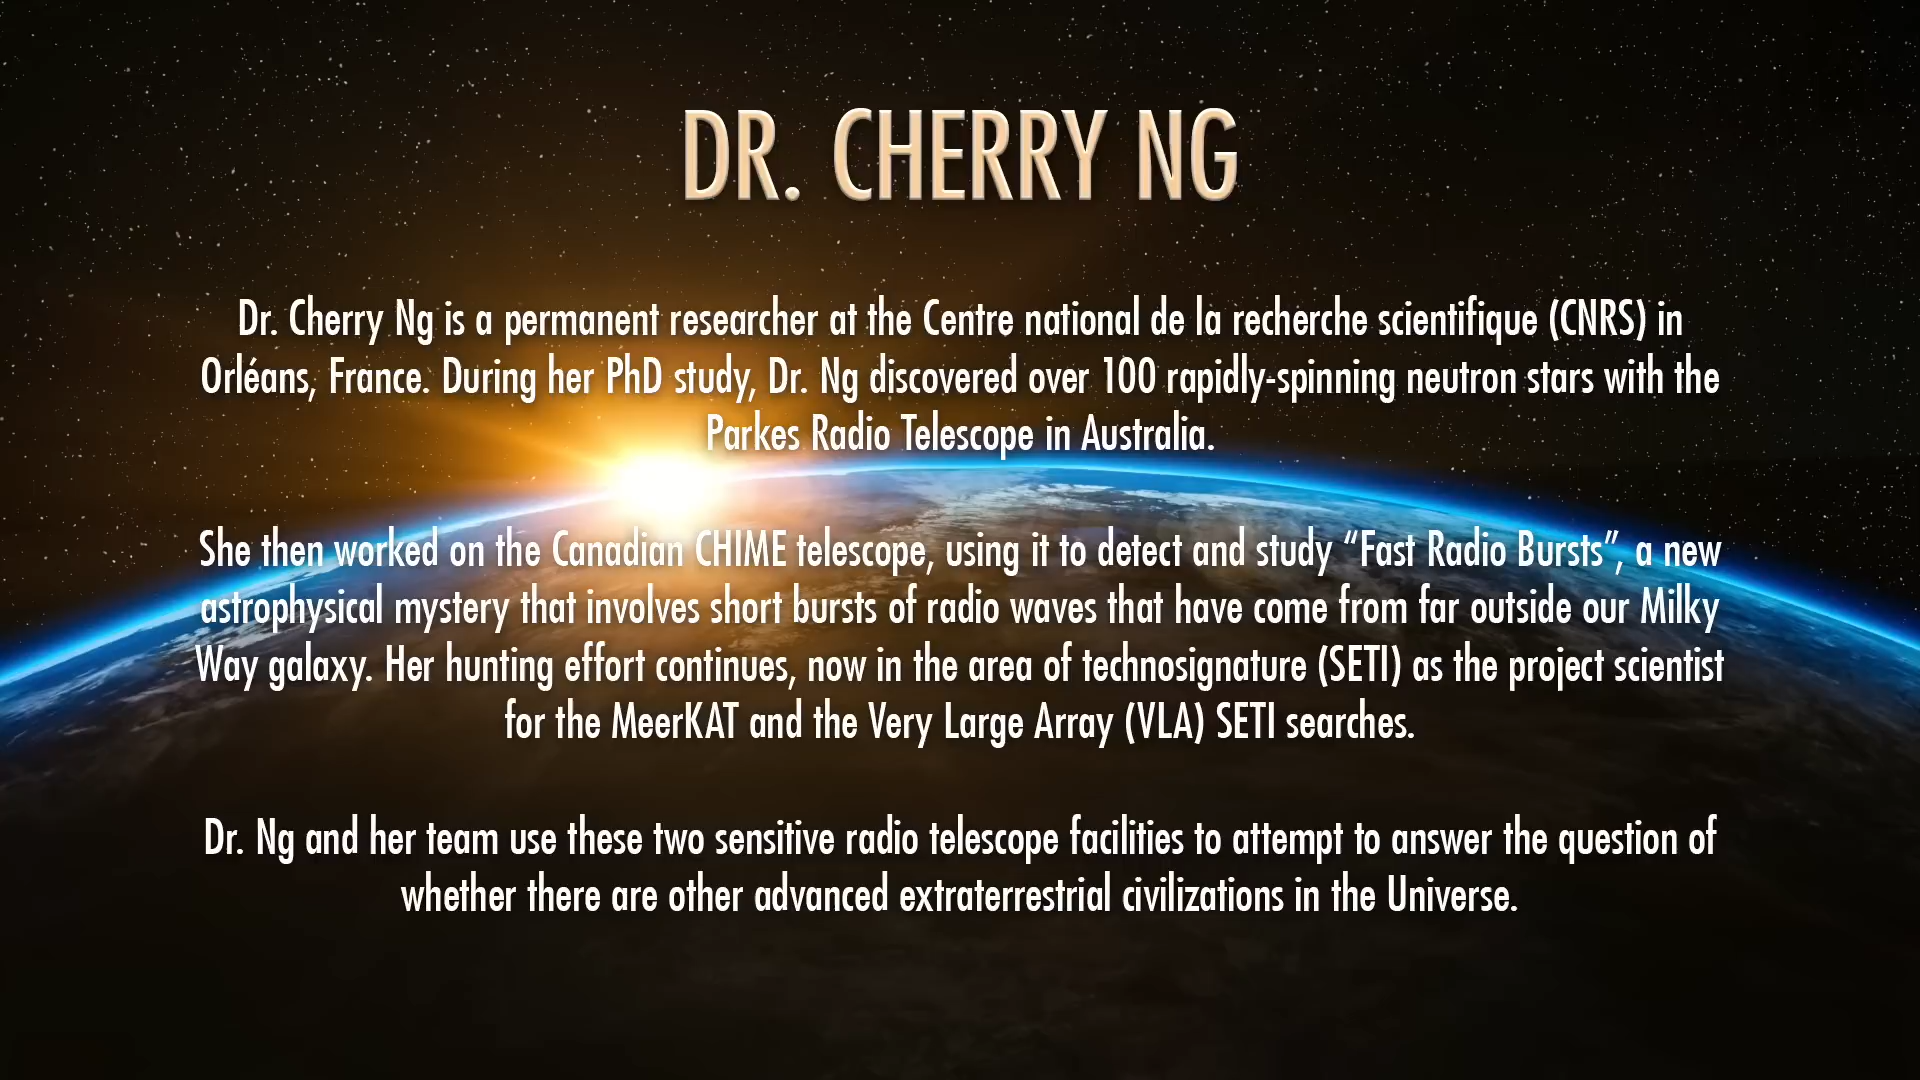 DR. CHERRY NG
Dr. Cherry Ng is a permanent researcher at the Centre national de la recherche scientifique (CNRS) in
Orléans, France. During her PhD study, Dr. Ng discovered over 100 rapidly-spinning neutron stars with the
Parkes Radio Telescope in Australia.
She then worked on the Canadian CHIME telescope, using it to detect and study “Fast Radio Bursts”, a new
astrophysical mystery that involves short bursts of radio waves that have come from far outside our Milky
Way galaxy. Her hunting effort continues, now in the area of technosignature (SETI) as the project scientist
for the MeerKAT and the Very Large Array (VLA) SETI searches.
Dr. Ng and her team use these two sensitive radio telescope facilities to attempt to answer the question of
whether there are other advanced extraterrestrial civilizations in the Universe.